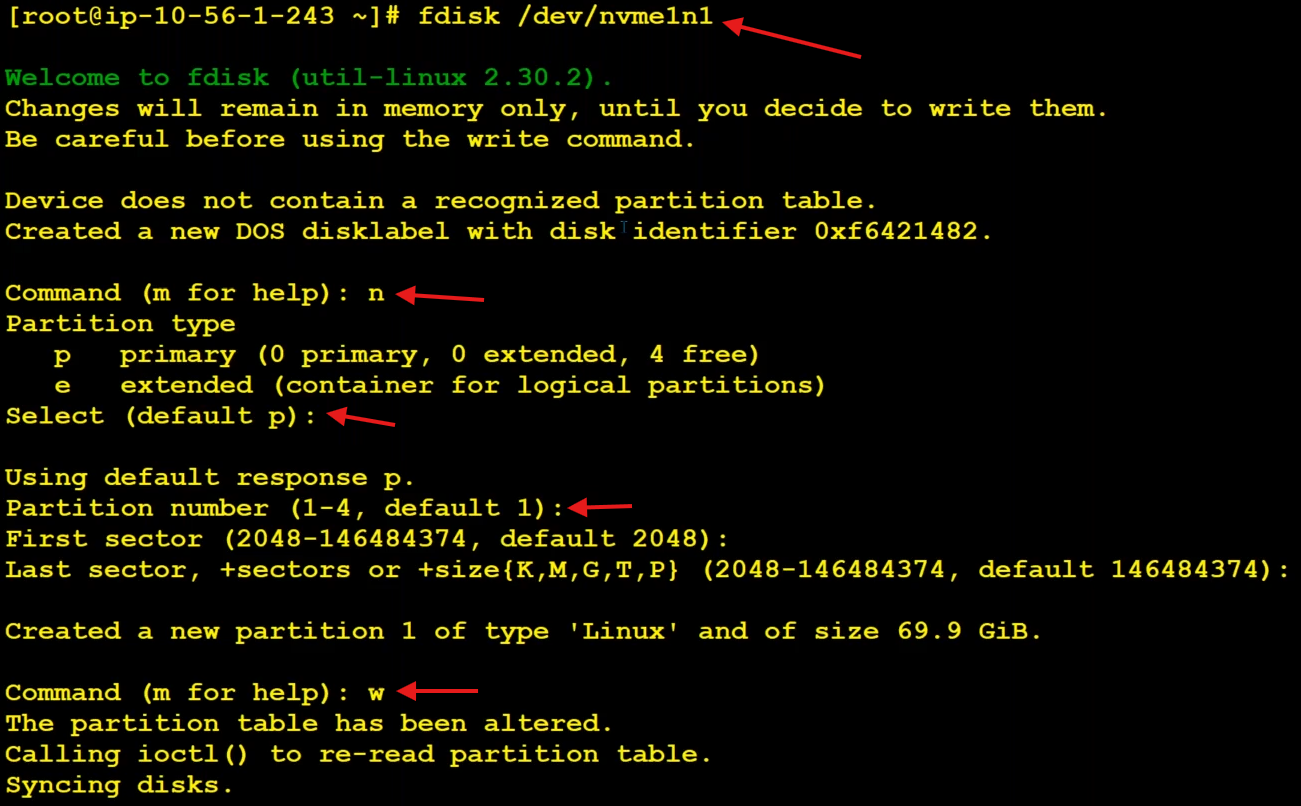 [root@ip-10-56-1-243 ~]# fdisk /dev/nvme1n1
Welcome to fdisk (util-linux 2.30.2).
Changes will remain in memory only, until you decide to write them.
Be careful before using the write command.
Device does not contain a recognized partition table.
Created a new DOS disklabel with disk identifier 0xf6421482.
Command (m for help): n
Partition type
   p   primary (0 primary, 0 extended, 4 free)
   e   extended (container for logical partitions)
Select (default p):
Using default response p.
Partition number (1-4, default 1):
First sector (2048-146484374, default 2048):
Last sector, +sectors or +size{K,M,G,T,P} (2048-146484374, default 146484374):
Created a new partition 1 of type 'Linux' and of size 69.9 GiB.
Command (m for help): w
The partition table has been altered.
Calling ioctl() to re-read partition table.
Syncing disks.